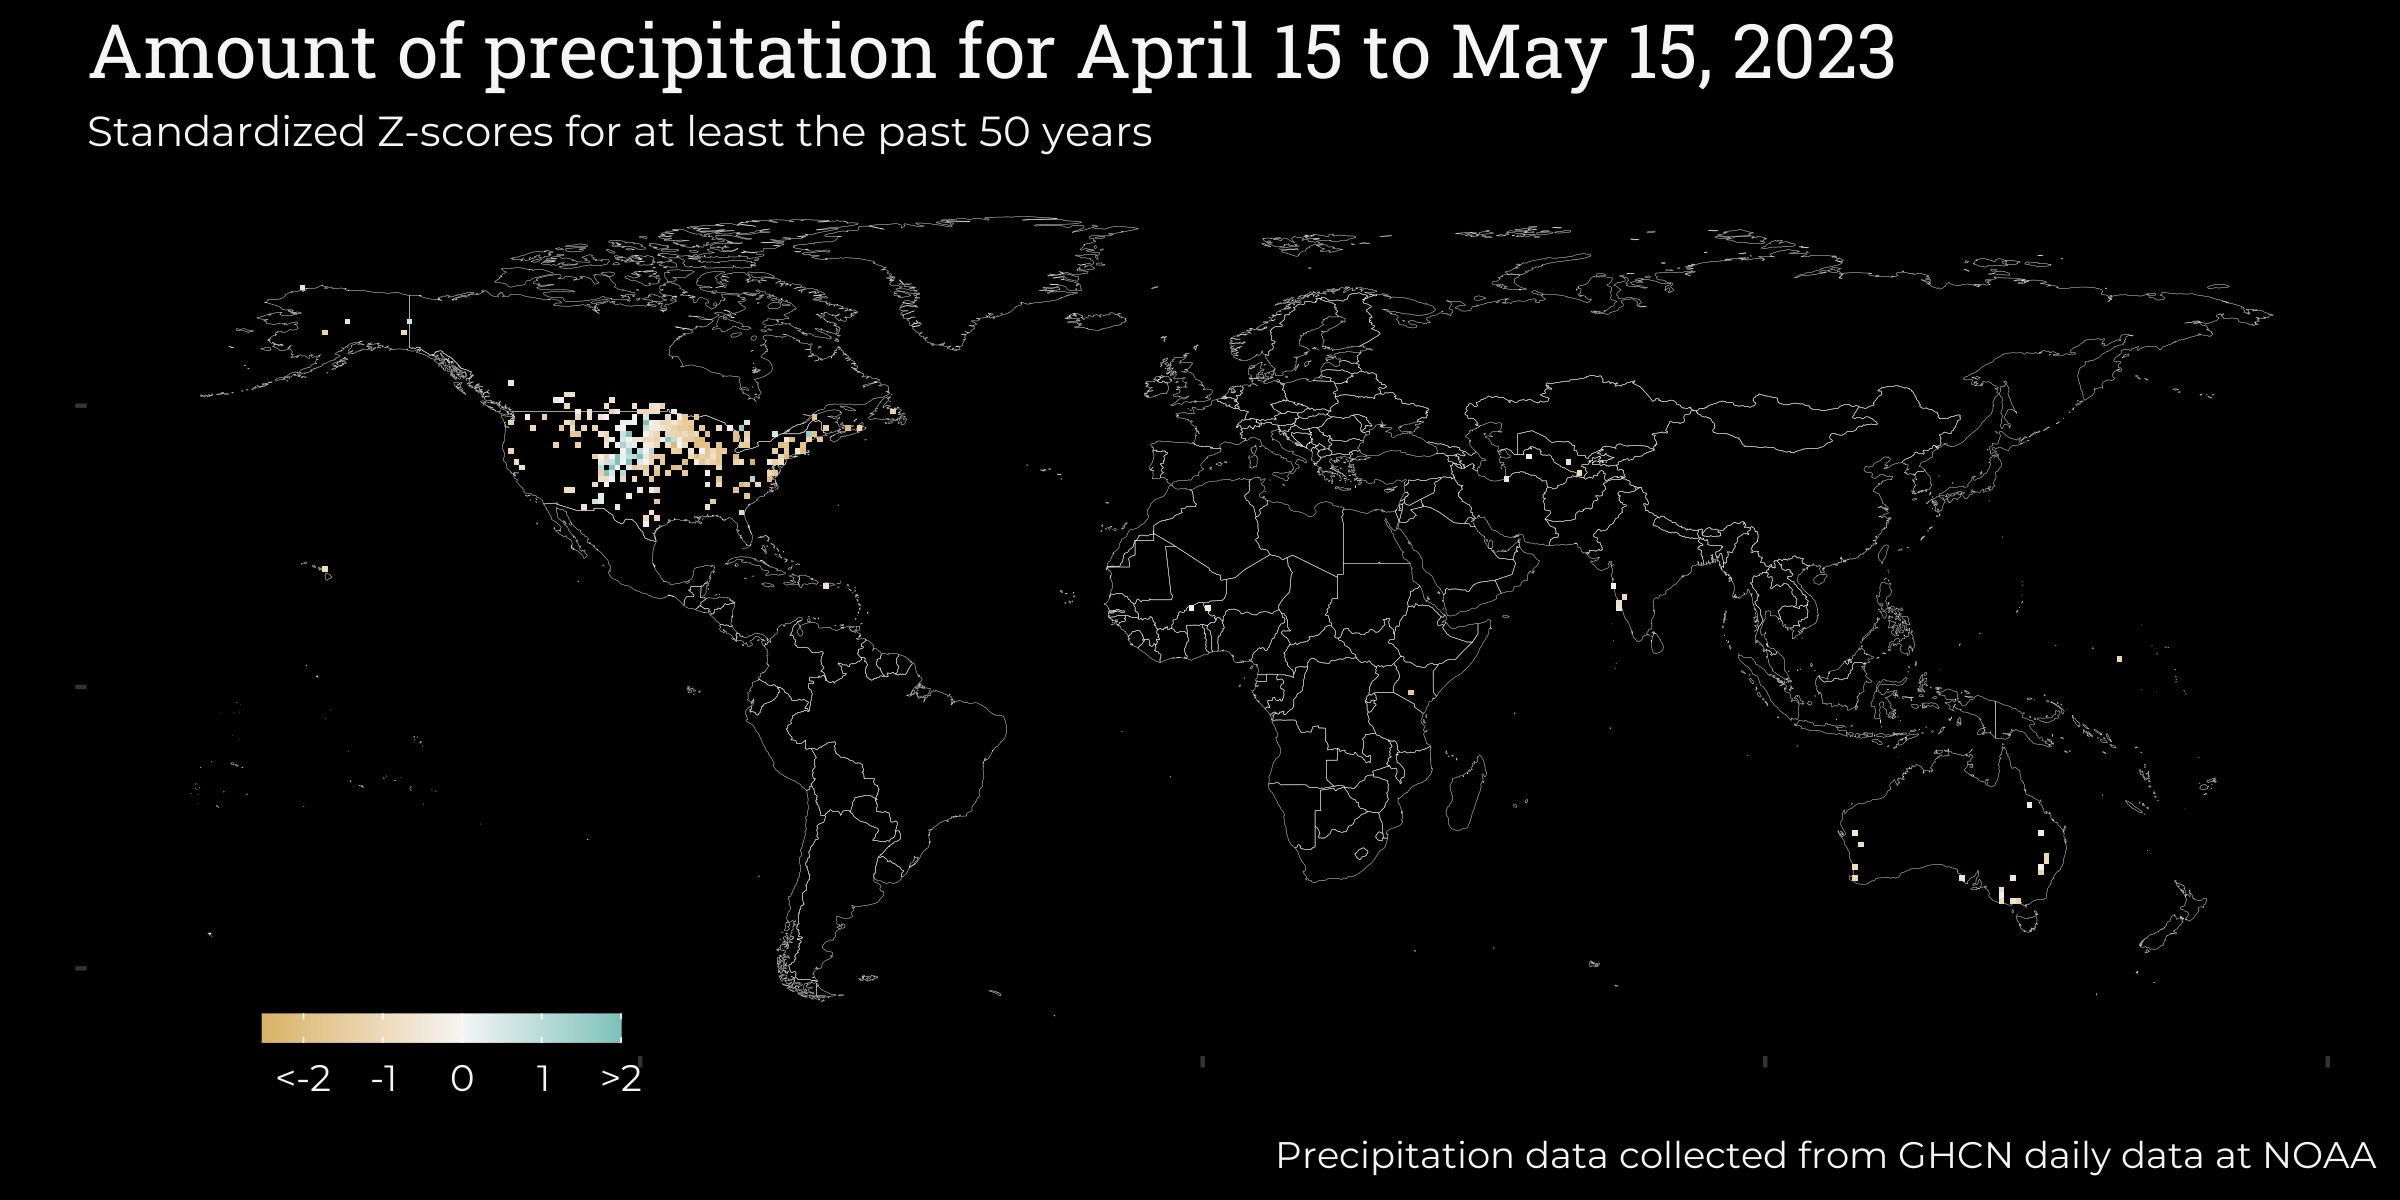 Amount of precipitation for April 15 to May 15, 2023
Standardized Z-scores for at least the past 50 years
<-2 -1 0 1 >2
Precipitation data collected from GHCN daily data at NOAA